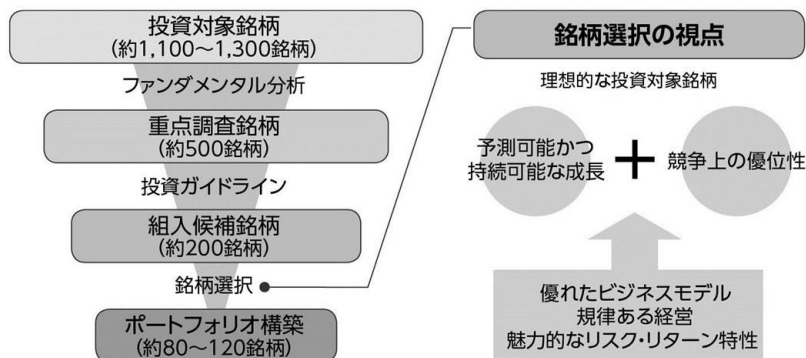 投資対象銘柄
(約1,100〜1,300銘柄)
ファンダメンタル分析
重点調査銘柄
(約500銘柄)
投資ガイドライン
組入候補銘柄
(約200銘柄)
銘柄選択
ポートフォリオ構築
(約80〜120銘柄)
銘柄選択の視点
理想的な投資対象銘柄
予測可能かつ
持続可能な成長
+
競争上の優位性
優れたビジネスモデル
規律ある経営
魅力的なリスク・リターン特性